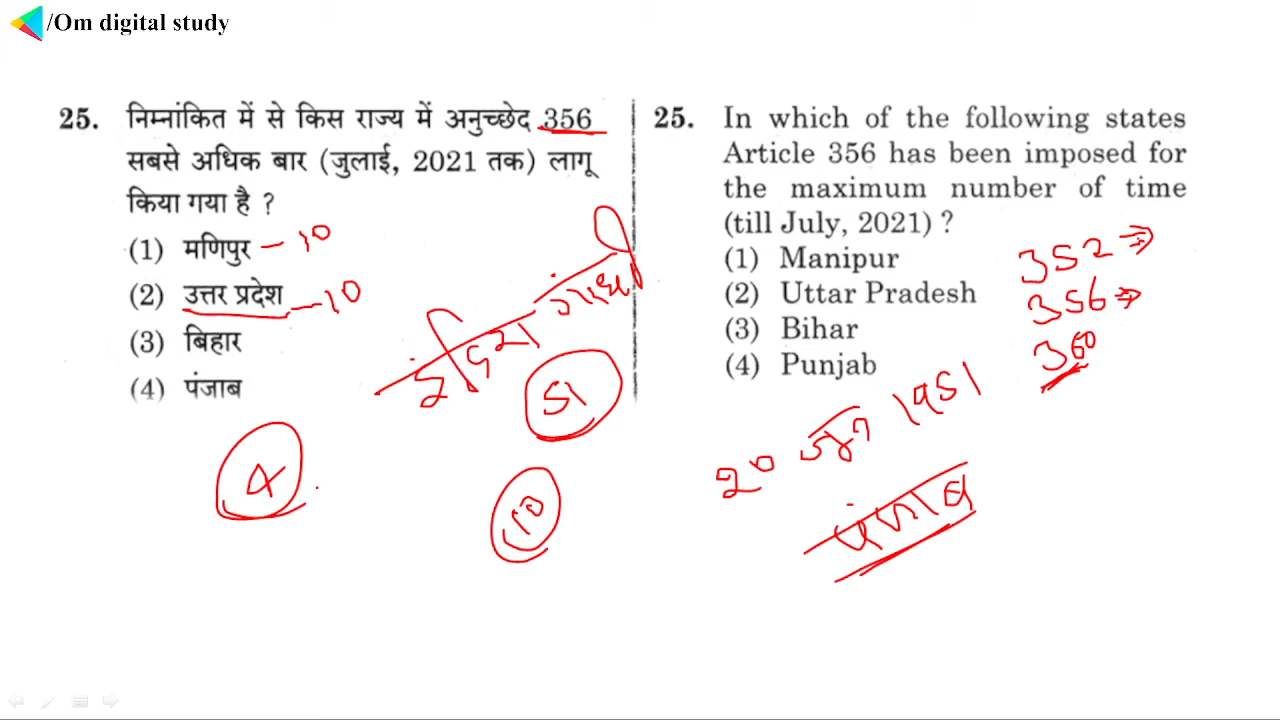 /Om digital study
25. निम्नांकित में से किस राज्य में अनुच्छेद 356
सबसे अधिक बार (जुलाई, 2021 तक) लागू
किया गया है ?
(1) मणिपुर – 10
(2) उत्तर प्रदेश – 10
(3) बिहार
(4) पंजाब
25. In which of the following states
Article 356 has been imposed for
the maximum number of time
(till July, 2021) ?
(1) Manipur
(2) Uttar Pradesh
(3) Bihar
(4) Punjab
352 ⇒
356 ⇒
360
इंदिरा गांधी
51
4
10
20 जून 1951
पंजाब